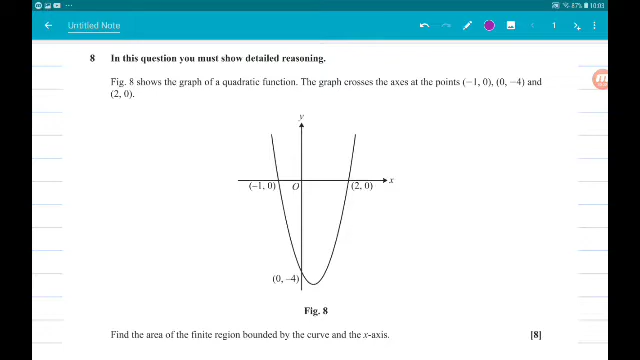 87% 10:03
Untitled Note
1
8 In this question you must show detailed reasoning.
Fig. 8 shows the graph of a quadratic function. The graph crosses the axes at the points (−1, 0), (0, −4) and
(2, 0).
y
x
(−1, 0) O (2, 0)
(0, −4)
Fig. 8
Find the area of the finite region bounded by the curve and the x-axis. [8]